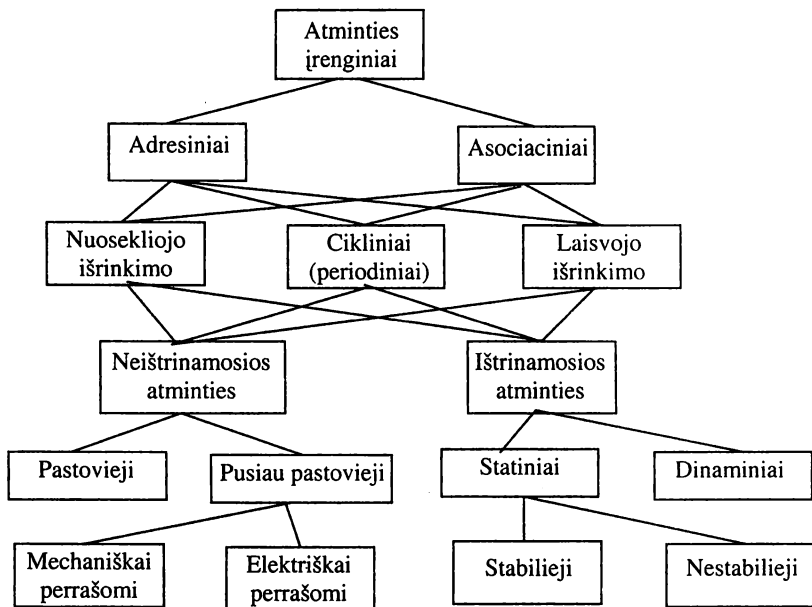 Atminties
įrenginiai
Adresiniai
Asociaciniai
Nuosekliojo
išrinkimo
Cikliniai
(periodiniai)
Laisvojo
išrinkimo
Neištrinamosios
atminties
Ištrinamosios
atminties
Pastovieji
Pusiau pastovieji
Statiniai
Dinaminiai
Mechaniškai
perrašomi
Elektriškai
perrašomi
Stabilieji
Nestabilieji